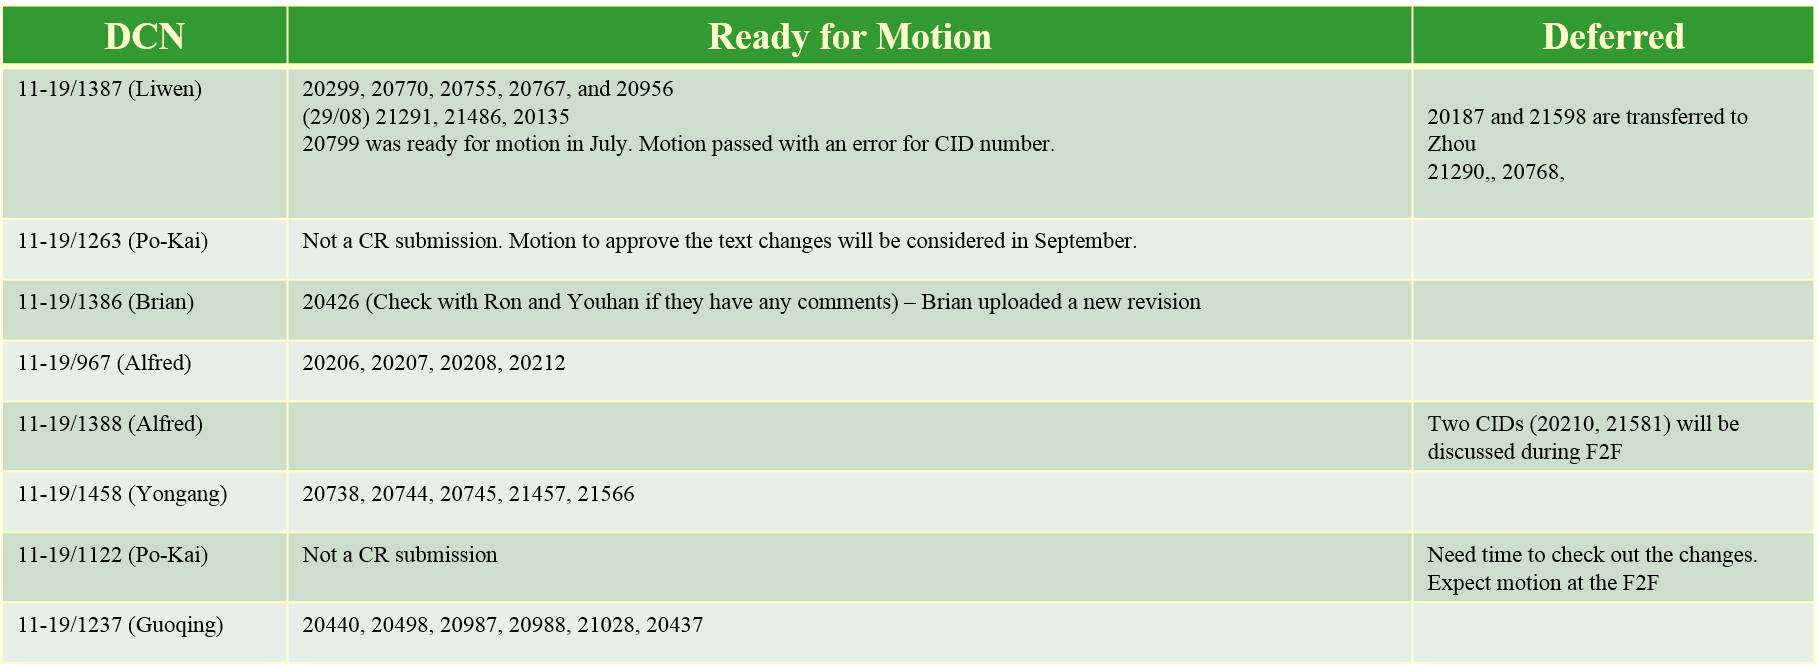 DCN
Ready for Motion
Deferred
11-19/1387 (Liwen)
20299, 20770, 20755, 20767, and 20956
(29/08) 21291, 21486, 20135
20799 was ready for motion in July. Motion passed with an error for CID number.
20187 and 21598 are transferred to
Zhou
21290,, 20768,
11-19/1263 (Po-Kai)
Not a CR submission. Motion to approve the text changes will be considered in September.
11-19/1386 (Brian)
20426 (Check with Ron and Youhan if they have any comments) – Brian uploaded a new revision
11-19/967 (Alfred)
20206, 20207, 20208, 20212
11-19/1388 (Alfred)
Two CIDs (20210, 21581) will be
discussed during F2F
11-19/1458 (Yongang)
20738, 20744, 20745, 21457, 21566
11-19/1122 (Po-Kai)
Not a CR submission
Need time to check out the changes.
Expect motion at the F2F
11-19/1237 (Guoqing)
20440, 20498, 20987, 20988, 21028, 20437